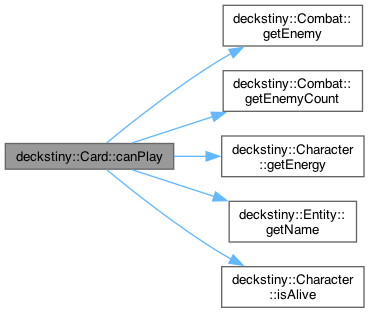 deckstiny::Card::canPlay
deckstiny::Combat::
getEnemy
deckstiny::Combat::
getEnemyCount
deckstiny::Character
::getEnergy
deckstiny::Entity::
getName
deckstiny::Character
::isAlive